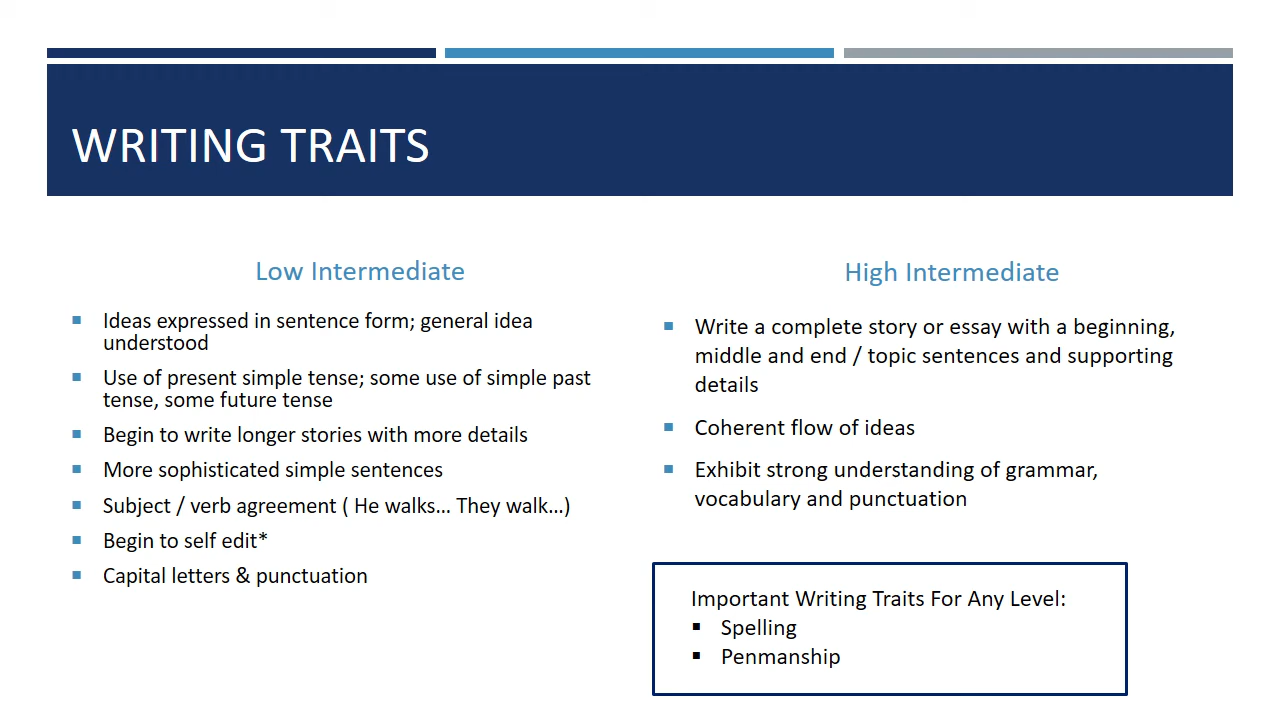 WRITING TRAITS
Low Intermediate
▪ Ideas expressed in sentence form; general idea
understood
▪ Use of present simple tense; some use of simple past
tense, some future tense
▪ Begin to write longer stories with more details
▪ More sophisticated simple sentences
▪ Subject / verb agreement ( He walks... They walk...)
▪ Begin to self edit*
▪ Capital letters & punctuation
High Intermediate
▪ Write a complete story or essay with a beginning,
middle and end / topic sentences and supporting
details
▪ Coherent flow of ideas
▪ Exhibit strong understanding of grammar,
vocabulary and punctuation
Important Writing Traits For Any Level:
▪ Spelling
▪ Penmanship